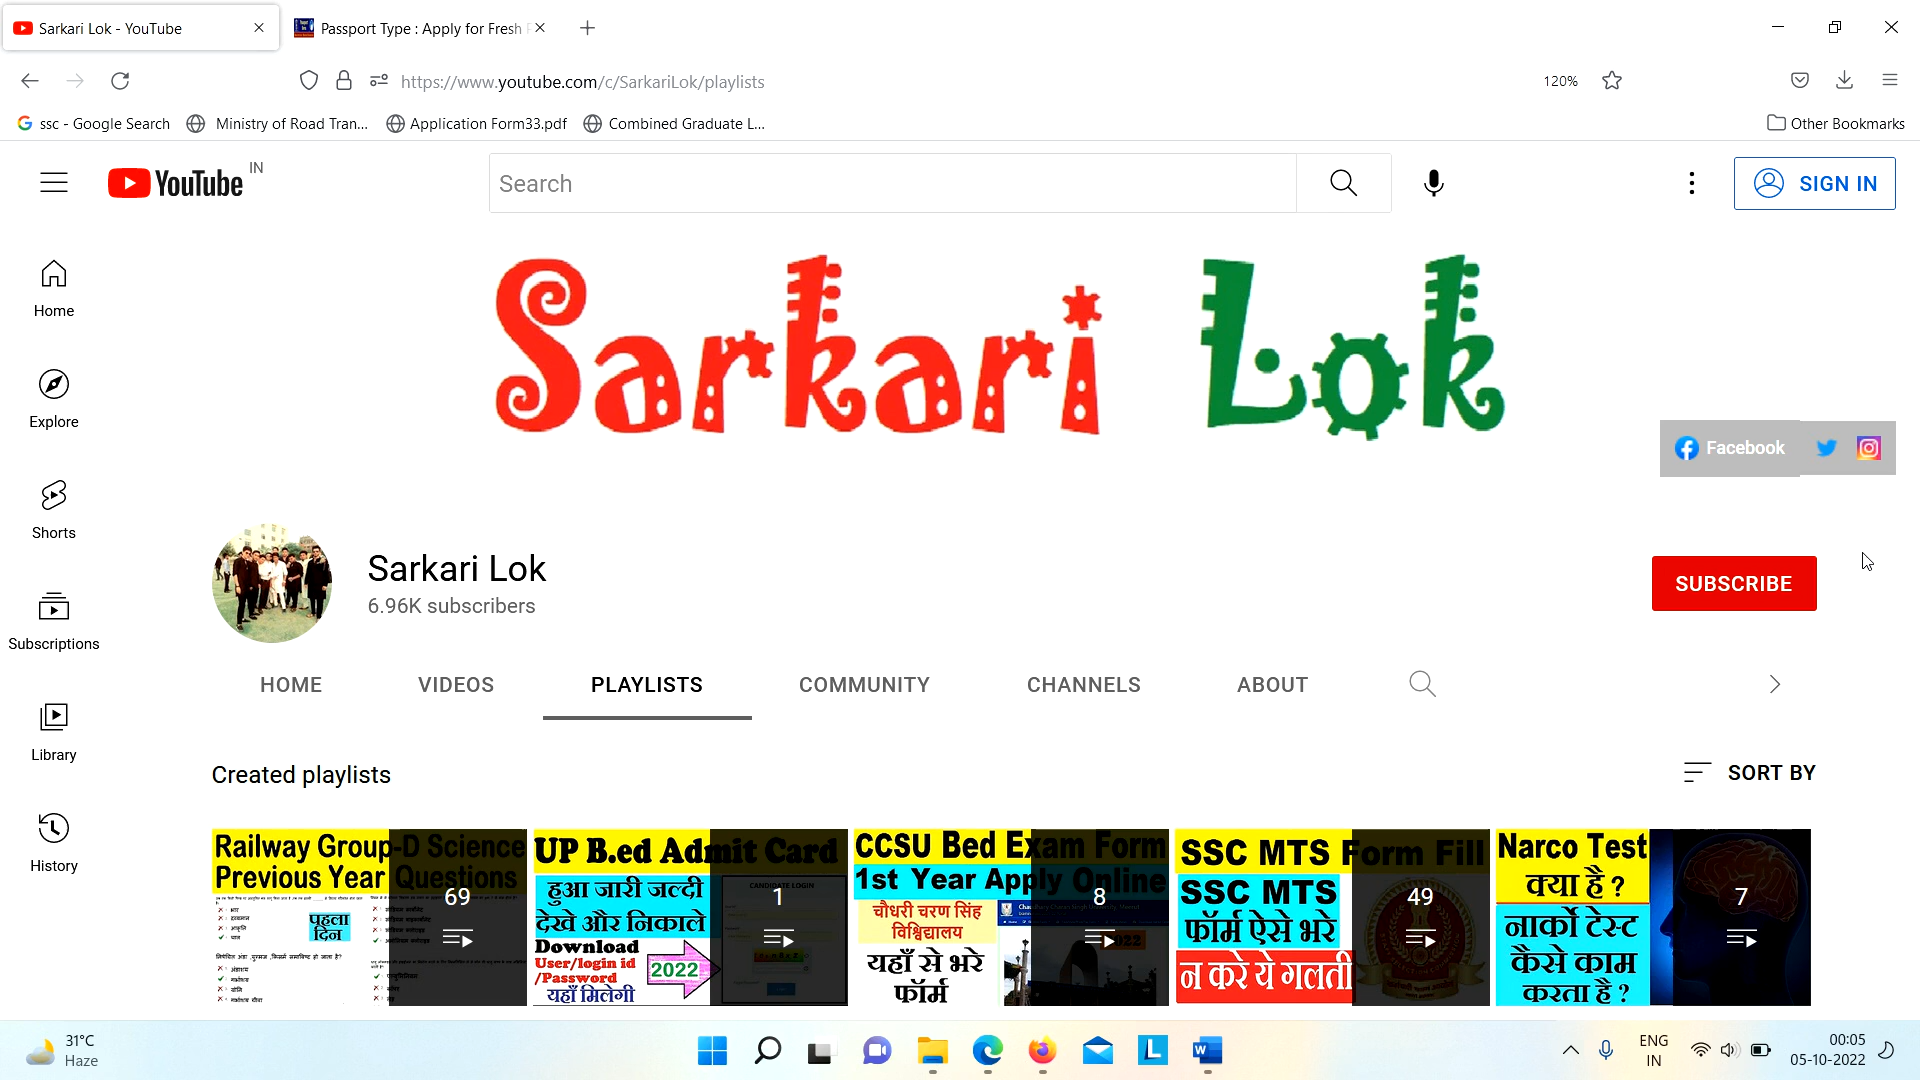 Sarkari Lok - YouTube
Passport Type : Apply for Fresh
https://www.youtube.com/c/SarkariLok/playlists
120%
ssc - Google Search
Ministry of Road Tran...
Application Form33.pdf
Combined Graduate L...
Other Bookmarks
YouTube IN
Search
SIGN IN
Home
Explore
Shorts
Subscriptions
Library
History
Sarkari Lok
Facebook
Sarkari Lok
6.96K subscribers
SUBSCRIBE
HOME
VIDEOS
PLAYLISTS
COMMUNITY
CHANNELS
ABOUT
Created playlists
SORT BY
Railway Group-D Science
Previous Year Questions
पहला
दिन
69
UP B.ed Admit Card
हुआ जारी जल्दी
देखे और निकाले
Download
User/login id
/Password
यहाँ मिलेगी
2022
CANDIDATE LOGIN
1
CCSU Bed Exam Form
1st Year Apply Online
चौधरी चरण सिंह
विश्विद्यालय
यहाँ से भरे
फॉर्म
2022
8
SSC MTS Form Fill
SSC MTS
फॉर्म ऐसे भरे
न करे ये गलती
49
Narco Test
क्या है ?
नार्को टेस्ट
कैसे काम
करता है ?
7
31°C
Haze
ENG
IN
00:05
05-10-2022